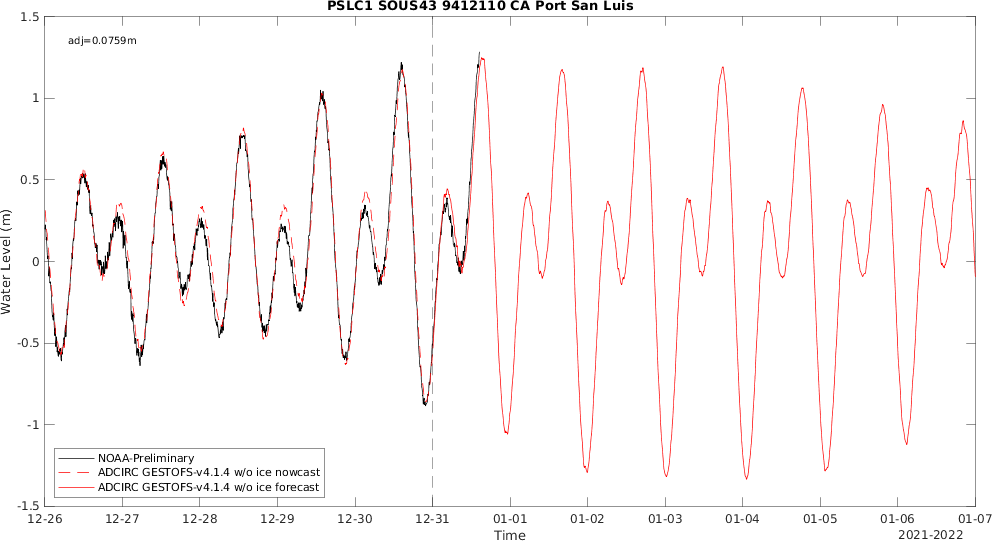 PSLC1 SOUS43 9412110 CA Port San Luis
adj=0.0759m
1.5
1
0.5
0
-0.5
-1
-1.5
Water Level (m)
NOAA-Preliminary
ADCIRC GESTOFS-v4.1.4 w/o ice nowcast
ADCIRC GESTOFS-v4.1.4 w/o ice forecast
12-26 12-27 12-28 12-29 12-30 12-31 01-01 01-02 01-03 01-04 01-05 01-06 01-07
Time
2021-2022